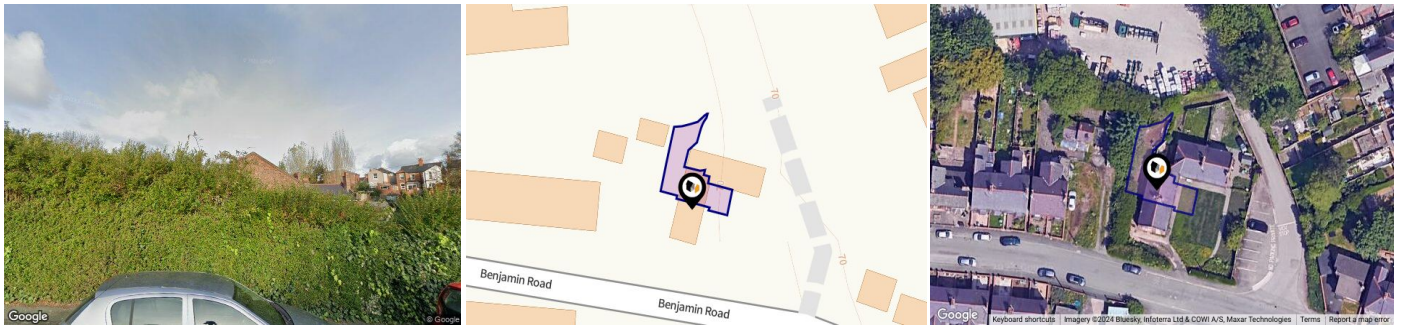 Google
© Google
70
70
Benjamin Road
Benjamin Road
Google
Keyboard shortcuts
Imagery ©2024 Bluesky, Infoterra Ltd & COWI A/S, Maxar Technologies
Terms
Report a map error